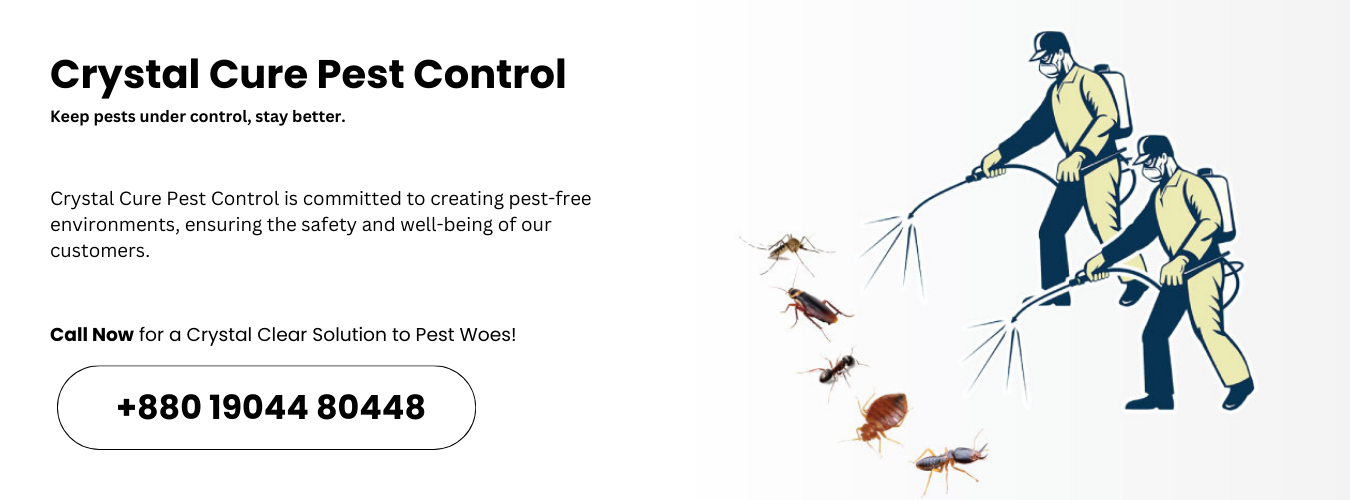 Crystal Cure Pest Control
Keep pests under control, stay better.
Crystal Cure Pest Control is committed to creating pest-free
environments, ensuring the safety and well-being of our
customers.
Call Now for a Crystal Clear Solution to Pest Woes!
+880 19044 80448